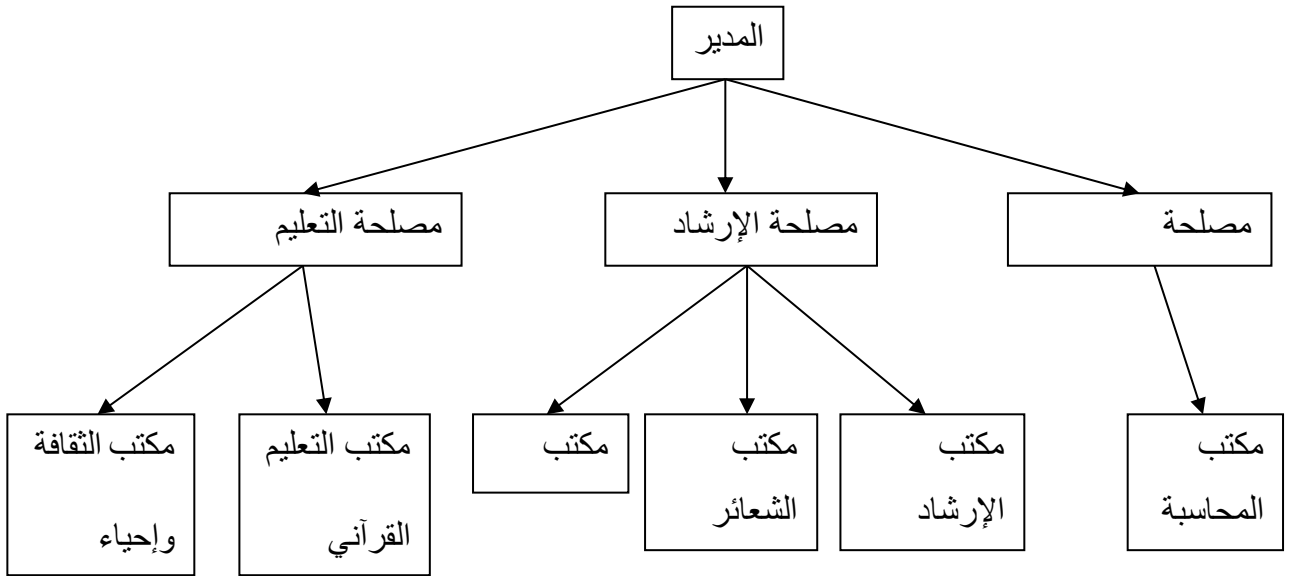 المدير
مصلحة
مصلحة الإرشاد
مصلحة التعليم
مكتب
المحاسبة
مكتب
الإرشاد
مكتب
الشعائر
مكتب
مكتب التعليم
القرآني
مكتب الثقافة
وإحياء